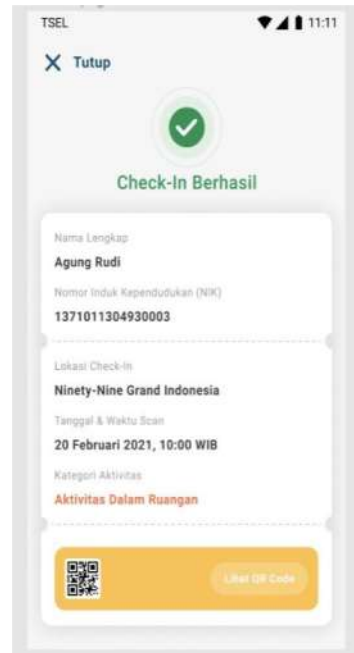 TSEL 11:11
Tutup
Check-In Berhasil
Nama Lengkap
Agung Rudi
Nomor Induk Kependudukan (NIK)
1371011304930003
Lokasi Check-In
Ninety-Nine Grand Indonesia
Tanggal & Waktu Scan
20 Februari 2021, 10:00 WIB
Kategori Aktivitas
Aktivitas Dalam Ruangan
Lihat QR Code